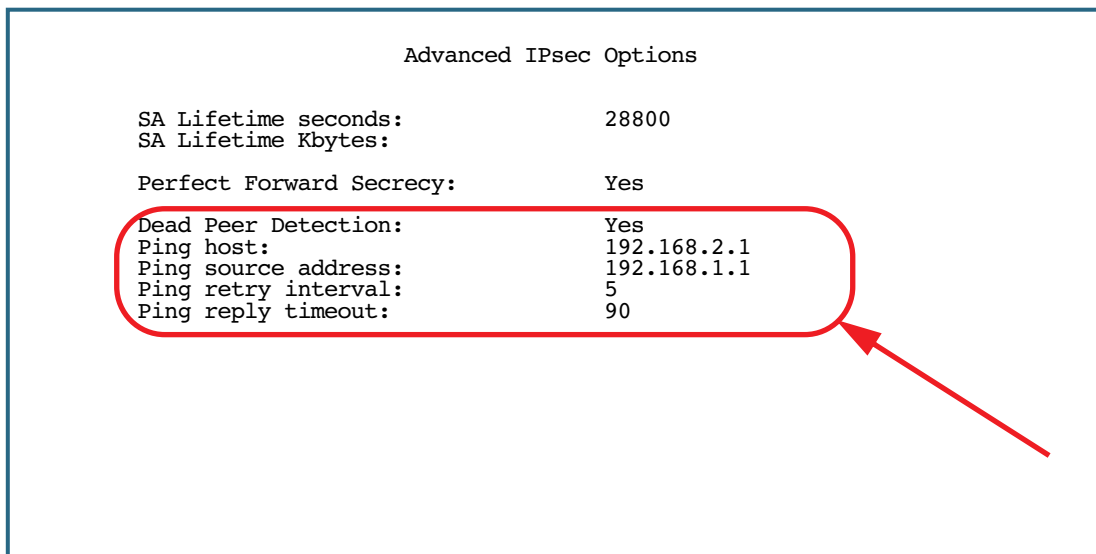 Advanced IPsec Options
SA Lifetime seconds: 28800
SA Lifetime Kbytes:
Perfect Forward Secrecy: Yes
Dead Peer Detection: Yes
Ping host: 192.168.2.1
Ping source address: 192.168.1.1
Ping retry interval: 5
Ping reply timeout: 90